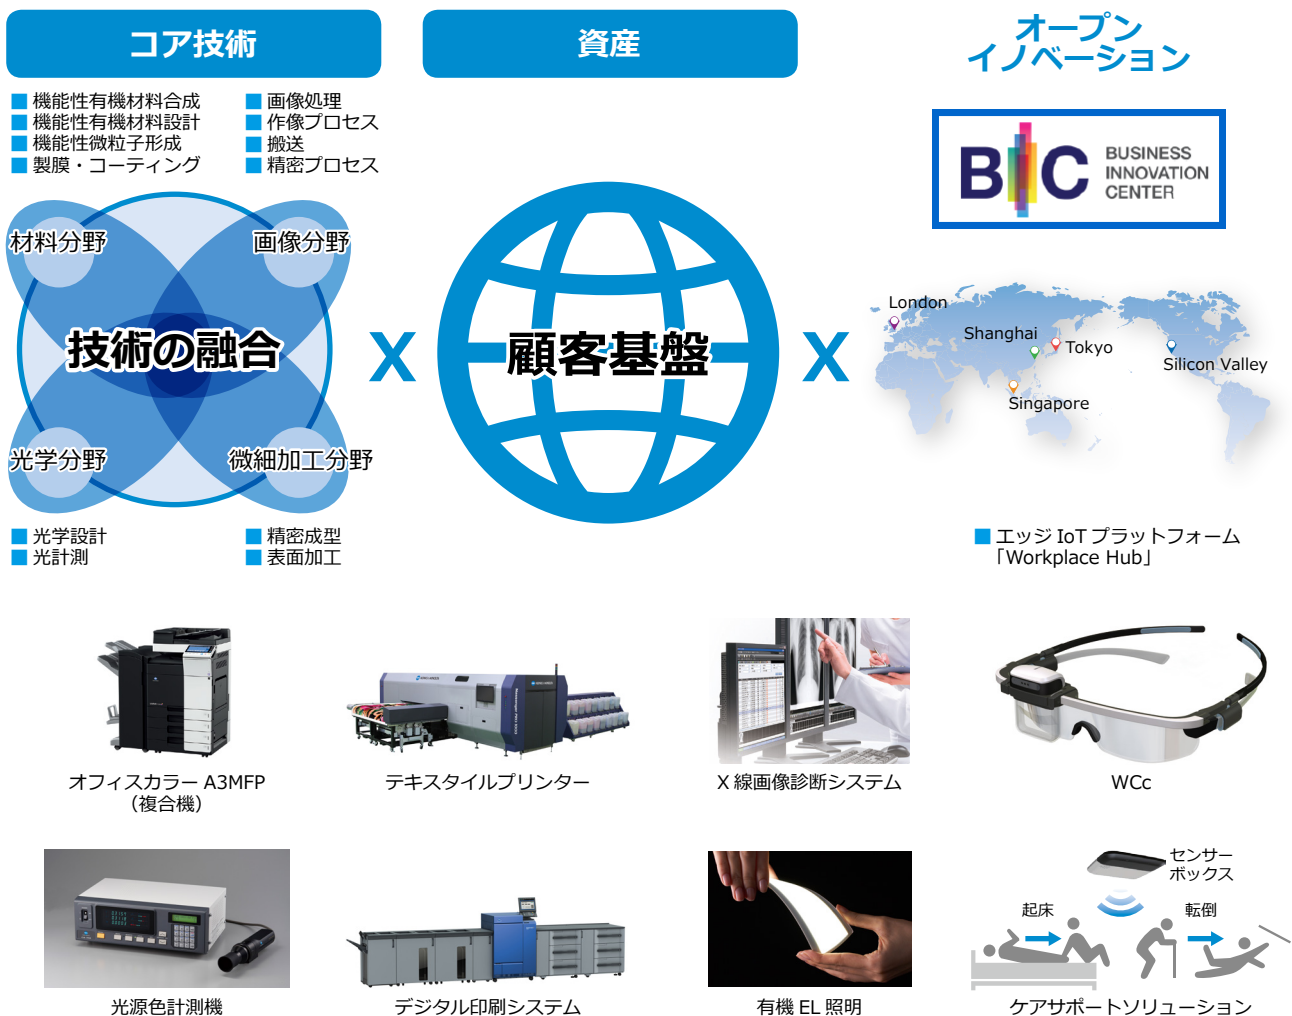 コア技術
資産
オープン
イノベーション
■ 機能性有機材料合成
■ 機能性有機材料設計
■ 機能性微粒子形成
■ 製膜・コーティング
■ 画像処理
■ 作像プロセス
■ 搬送
■ 精密プロセス
BIC
BUSINESS
INNOVATION
CENTER
材料分野
画像分野
技術の融合
光学分野
微細加工分野
X
顧客基盤
X
London
Shanghai
Tokyo
Silicon Valley
Singapore
■ 光学設計
■ 光計測
■ 精密成型
■ 表面加工
■ エッジ IoT プラットフォーム
「Workplace Hub」
オフィスカラー A3MFP
（複合機）
テキスタイルプリンター
X 線画像診断システム
WCc
センサー
ボックス
起床
転倒
光源色計測機
デジタル印刷システム
有機 EL 照明
ケアサポートソリューション